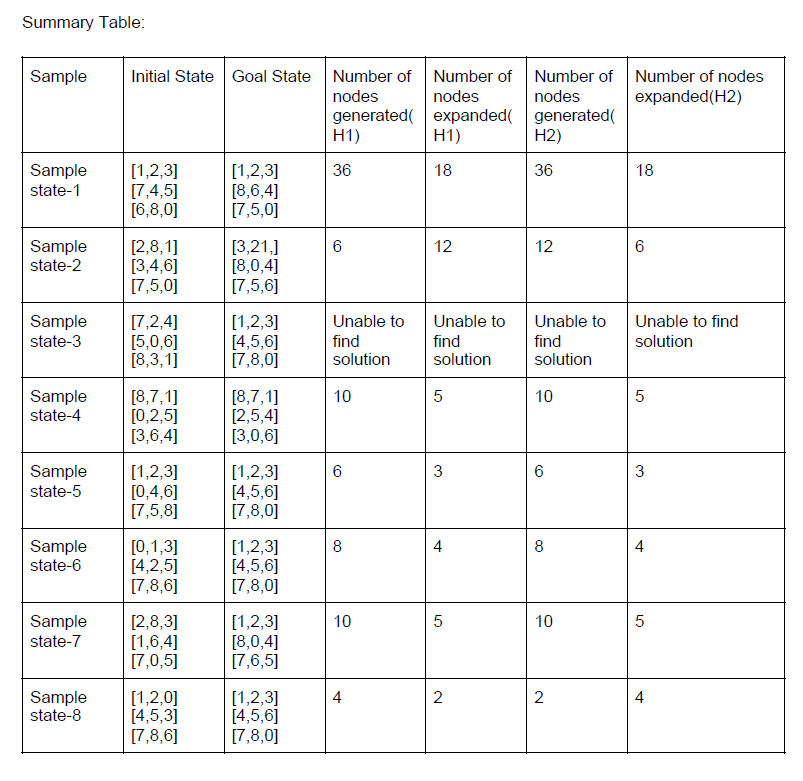 Summary Table:
Sample
Initial State
Goal State
Number of
nodes
generated(
H1)
Number of
nodes
expanded(
H1)
Number of
nodes
generated(
H2)
Number of nodes
expanded(H2)
Sample
state-1
[1,2,3]
[7,4,5]
[6,8,0]
[1,2,3]
[8,6,4]
[7,5,0]
36
18
36
18
Sample
state-2
[2,8,1]
[3,4,6]
[7,5,0]
[3,21,]
[8,0,4]
[7,5,6]
6
12
12
6
Sample
state-3
[7,2,4]
[5,0,6]
[8,3,1]
[1,2,3]
[4,5,6]
[7,8,0]
Unable to
find
solution
Unable to
find
solution
Unable to
find
solution
Unable to find
solution
Sample
state-4
[8,7,1]
[0,2,5]
[3,6,4]
[8,7,1]
[2,5,4]
[3,0,6]
10
5
10
5
Sample
state-5
[1,2,3]
[0,4,6]
[7,5,8]
[1,2,3]
[4,5,6]
[7,8,0]
6
3
6
3
Sample
state-6
[0,1,3]
[4,2,5]
[7,8,6]
[1,2,3]
[4,5,6]
[7,8,0]
8
4
8
4
Sample
state-7
[2,8,3]
[1,6,4]
[7,0,5]
[1,2,3]
[8,0,4]
[7,6,5]
10
5
10
5
Sample
state-8
[1,2,0]
[4,5,3]
[7,8,6]
[1,2,3]
[4,5,6]
[7,8,0]
4
2
2
4